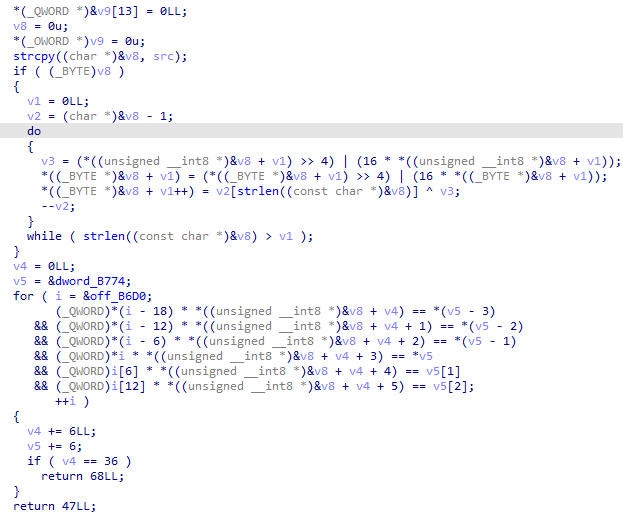 *(_QWORD *)&v9[13] = 0LL;
v8 = 0u;
*(_OWORD *)v9 = 0u;
strcpy((char *)&v8, src);
if ( (_BYTE)v8 )
{
v1 = 0LL;
v2 = (char *)&v8 - 1;
do
{
v3 = (*((unsigned __int8 *)&v8 + v1) >> 4) | (16 * *((unsigned __int8 *)&v8 + v1));
*((_BYTE *)&v8 + v1) = (*((_BYTE *)&v8 + v1) >> 4) | (16 * *((_BYTE *)&v8 + v1));
*((_BYTE *)&v8 + v1++) = v2[strlen((const char *)&v8)] ^ v3;
--v2;
}
while ( strlen((const char *)&v8) > v1 );
}
v4 = 0LL;
v5 = &dword_B774;
for ( i = &off_B6D0;
(_QWORD)*(i - 18) * *((unsigned __int8 *)&v8 + v4) == *(v5 - 3)
&& (_QWORD)*(i - 12) * *((unsigned __int8 *)&v8 + v4 + 1) == *(v5 - 2)
&& (_QWORD)*(i - 6) * *((unsigned __int8 *)&v8 + v4 + 2) == *(v5 - 1)
&& (_QWORD)*i * *((unsigned __int8 *)&v8 + v4 + 3) == *v5
&& (_QWORD)i[6] * *((unsigned __int8 *)&v8 + v4 + 4) == v5[1]
&& (_QWORD)i[12] * *((unsigned __int8 *)&v8 + v4 + 5) == v5[2];
++i )
{
v4 += 6LL;
v5 += 6;
if ( v4 == 36 )
return 68LL;
}
return 47LL;